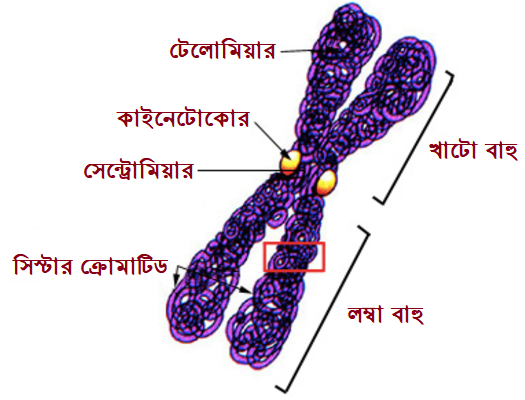 টেলোমিয়ার
কাইনেটোকোর
খাটো বাহু
সেন্ট্রোমিয়ার
সিস্টার ক্রোমাটিড
লম্বা বাহু